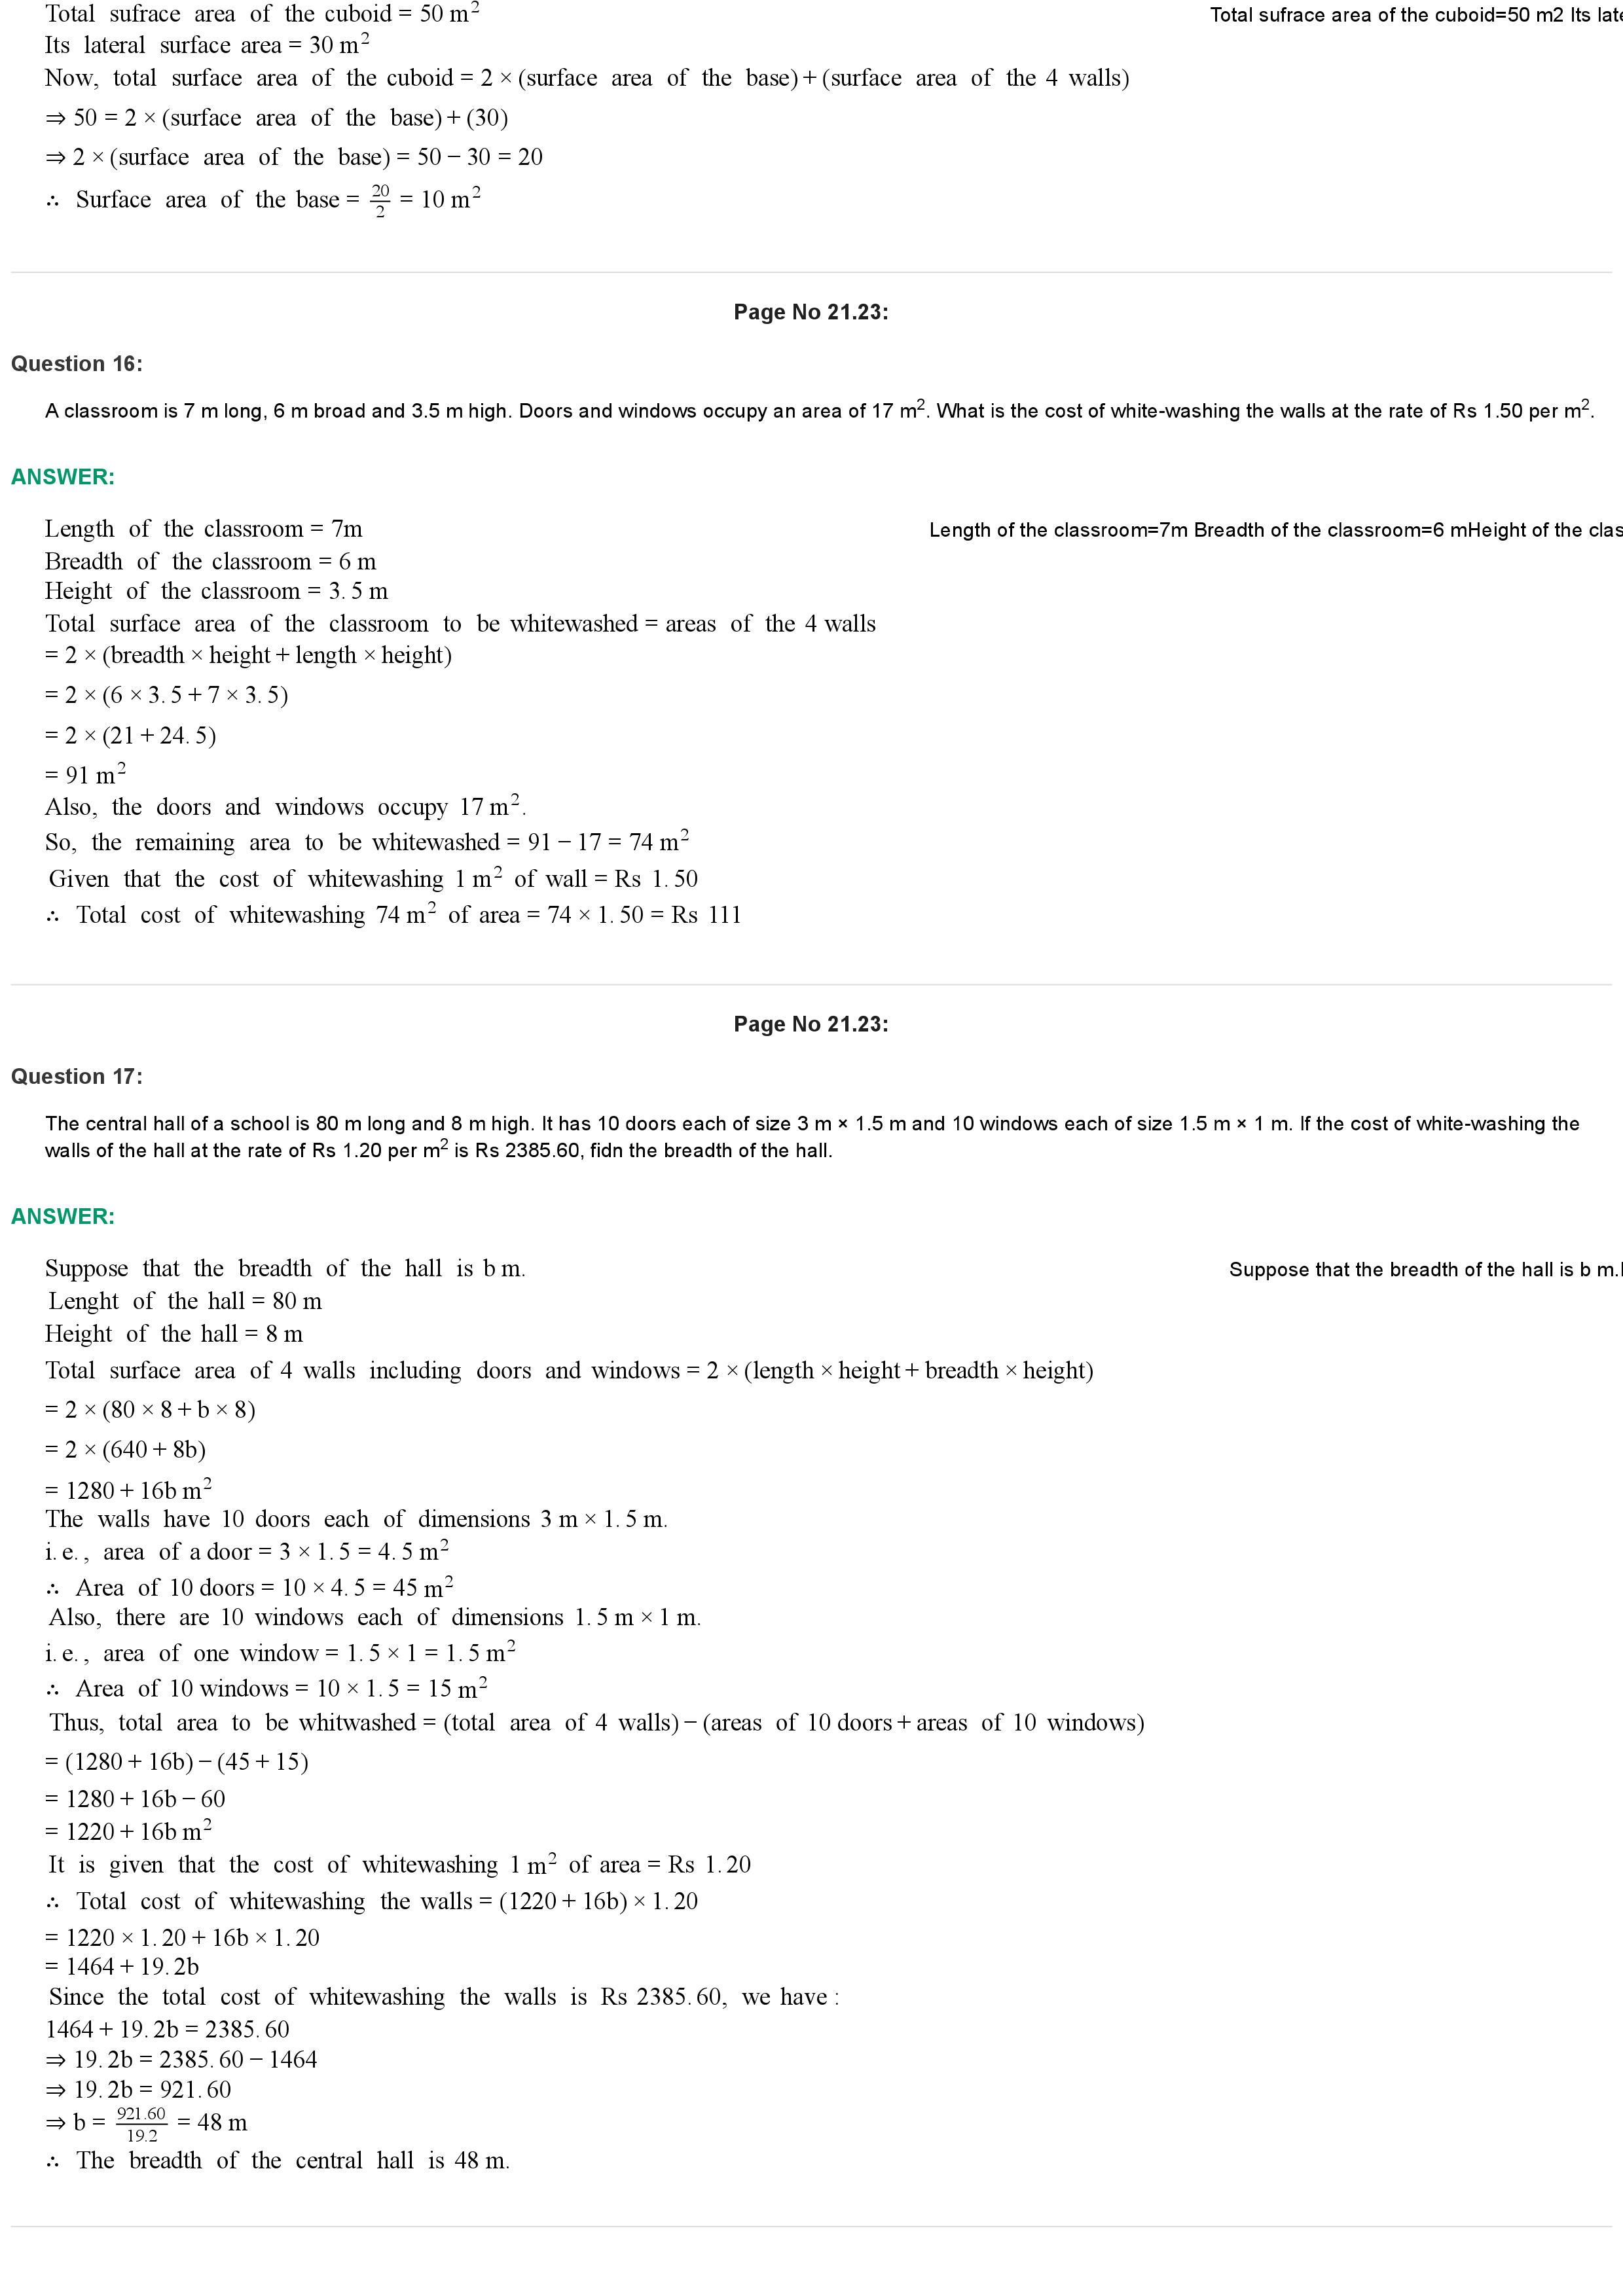 Total sufrace area of the cuboid = 50 m² Total sufrace area of the cuboid=50 m2 Its late
Its lateral surface area = 30 m²
Now, total surface area of the cuboid = 2 × (surface area of the base) + (surface area of the 4 walls)
⇒ 50 = 2 × (surface area of the base) + (30)
⇒ 2 × (surface area of the base) = 50 − 30 = 20
∴ Surface area of the base = 20/2 = 10 m²
Page No 21.23:
Question 16:
A classroom is 7 m long, 6 m broad and 3.5 m high. Doors and windows occupy an area of 17 m². What is the cost of white-washing the walls at the rate of Rs 1.50 per m².
ANSWER:
Length of the classroom = 7m Length of the classroom=7m Breadth of the classroom=6 mHeight of the clas
Breadth of the classroom = 6 m
Height of the classroom = 3. 5 m
Total surface area of the classroom to be whitewashed = areas of the 4 walls
= 2 × (breadth × height + length × height)
= 2 × (6 × 3. 5 + 7 × 3. 5)
= 2 × (21 + 24. 5)
= 91 m²
Also, the doors and windows occupy 17 m².
So, the remaining area to be whitewashed = 91 − 17 = 74 m²
Given that the cost of whitewashing 1 m² of wall = Rs 1. 50
∴ Total cost of whitewashing 74 m² of area = 74 × 1. 50 = Rs 111
Page No 21.23:
Question 17:
The central hall of a school is 80 m long and 8 m high. It has 10 doors each of size 3 m × 1.5 m and 10 windows each of size 1.5 m × 1 m. If the cost of white-washing the
walls of the hall at the rate of Rs 1.20 per m² is Rs 2385.60, fidn the breadth of the hall.
ANSWER:
Suppose that the breadth of the hall is b m. Suppose that the breadth of the hall is b m.
Lenght of the hall = 80 m
Height of the hall = 8 m
Total surface area of 4 walls including doors and windows = 2 × (length × height + breadth × height)
= 2 × (80 × 8 + b × 8)
= 2 × (640 + 8b)
= 1280 + 16b m²
The walls have 10 doors each of dimensions 3 m × 1. 5 m.
i. e. , area of a door = 3 × 1. 5 = 4. 5 m²
∴ Area of 10 doors = 10 × 4. 5 = 45 m²
Also, there are 10 windows each of dimensions 1. 5 m × 1 m.
i. e. , area of one window = 1. 5 × 1 = 1. 5 m²
∴ Area of 10 windows = 10 × 1. 5 = 15 m²
Thus, total area to be whitwashed = (total area of 4 walls) − (areas of 10 doors + areas of 10 windows)
= (1280 + 16b) − (45 + 15)
= 1280 + 16b − 60
= 1220 + 16b m²
It is given that the cost of whitewashing 1 m² of area = Rs 1. 20
∴ Total cost of whitewashing the walls = (1220 + 16b) × 1. 20
= 1220 × 1. 20 + 16b × 1. 20
= 1464 + 19. 2b
Since the total cost of whitewashing the walls is Rs 2385. 60, we have :
1464 + 19. 2b = 2385. 60
⇒ 19. 2b = 2385. 60 − 1464
⇒ 19. 2b = 921. 60
⇒ b = 921.60/19.2 = 48 m
∴ The breadth of the central hall is 48 m.